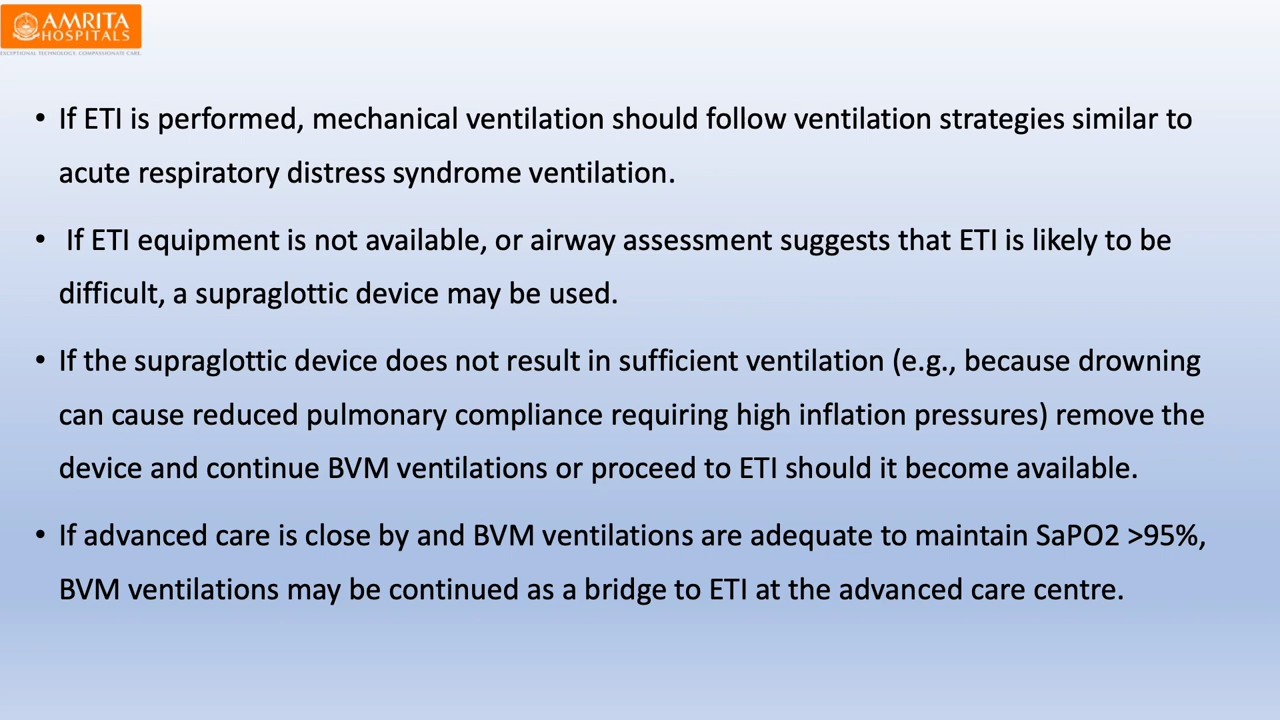 AMRITA
HOSPITALS
EXCEPTIONAL TECHNOLOGY. COMPASSIONATE CARE.
• If ETI is performed, mechanical ventilation should follow ventilation strategies similar to
acute respiratory distress syndrome ventilation.
• If ETI equipment is not available, or airway assessment suggests that ETI is likely to be
difficult, a supraglottic device may be used.
• If the supraglottic device does not result in sufficient ventilation (e.g., because drowning
can cause reduced pulmonary compliance requiring high inflation pressures) remove the
device and continue BVM ventilations or proceed to ETI should it become available.
• If advanced care is close by and BVM ventilations are adequate to maintain SaPO2 >95%,
BVM ventilations may be continued as a bridge to ETI at the advanced care centre.